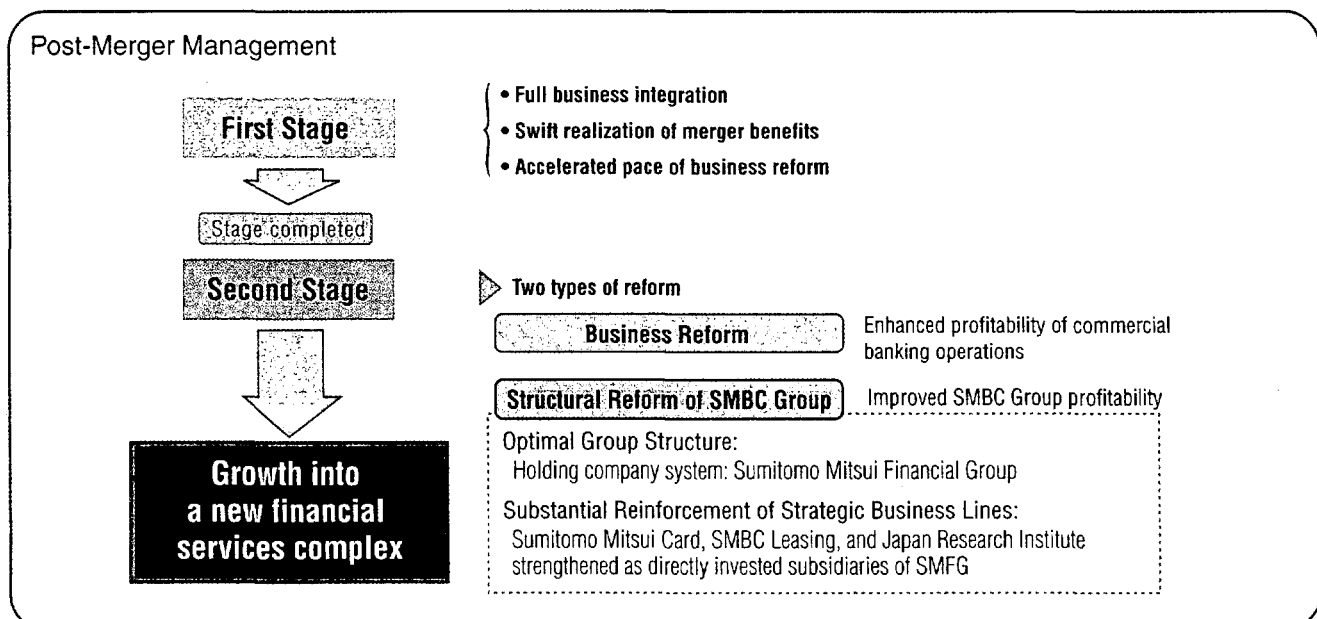 Post-Merger Management
First Stage
• Full business integration
• Swift realization of merger benefits
• Accelerated pace of business reform
Stage completed
Second Stage
Two types of reform
Business Reform
Enhanced profitability of commercial
banking operations
Structural Reform of SMBC Group
Improved SMBC Group profitability
Optimal Group Structure:
Holding company system: Sumitomo Mitsui Financial Group
Substantial Reinforcement of Strategic Business Lines:
Sumitomo Mitsui Card, SMBC Leasing, and Japan Research Institute
strengthened as directly invested subsidiaries of SMFG
Growth into
a new financial
services complex